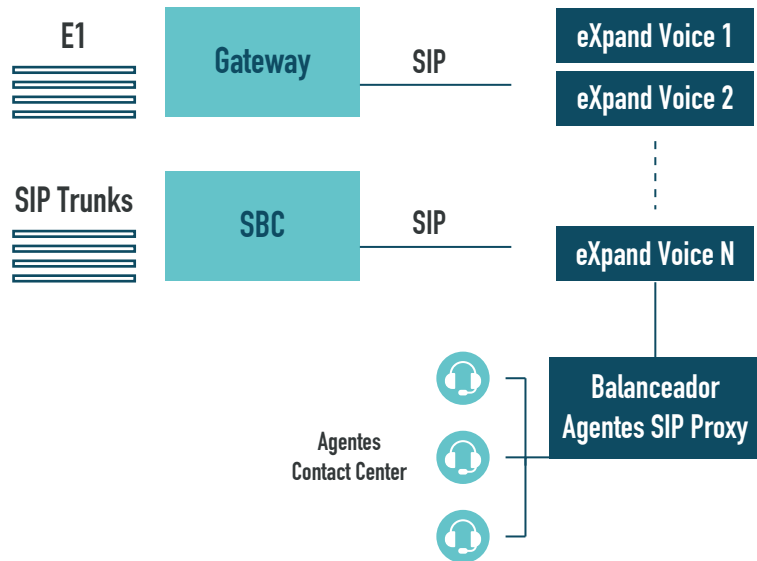 E1
Gateway
SIP
eXpand Voice 1
eXpand Voice 2
SIP Trunks
SBC
SIP
eXpand Voice N
Balanceador
Agentes SIP Proxy
Agentes
Contact Center